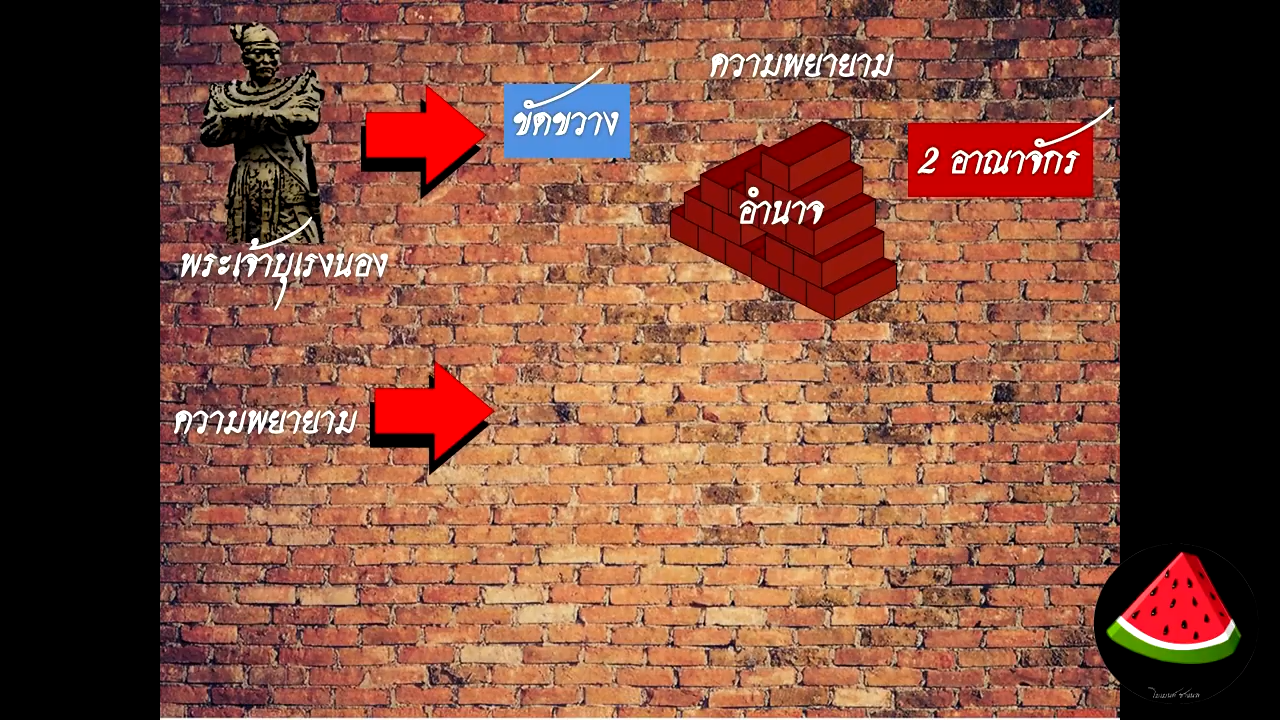 ความพยายาม
ขัดขวาง
2 อาณาจักร
อำนาจ
พระเจ้าบุเรงนอง
ความพยายาม